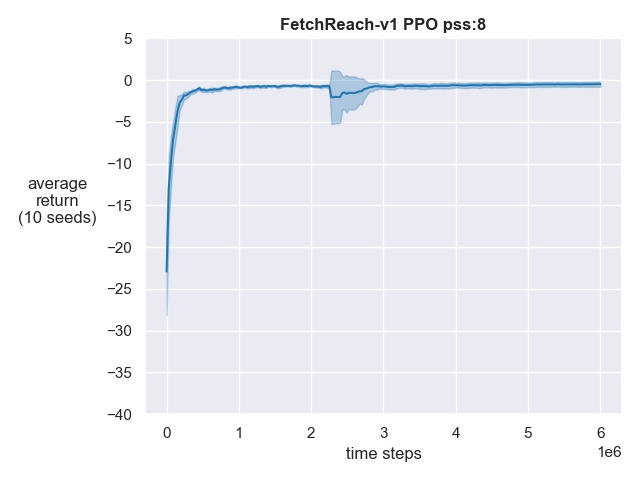 FetchReach-v1 PPO pss:8
5
0
−5
−10
−15
−20
−25
−30
−35
−40
average
return
(10 seeds)
0 1 2 3 4 5 6
1e6
time steps